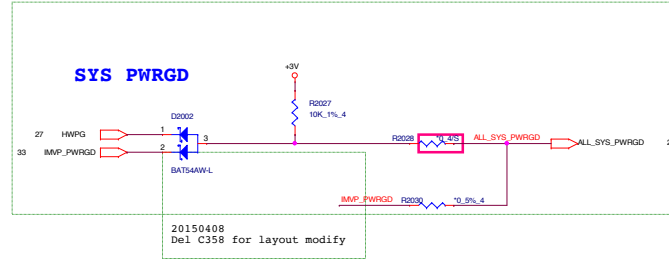 SYS PWRGD
+3V
R2027
10K_1%_4
D2002
27 HWPG 1
3
33 IMVP_PWRGD 2
BAT54AW-L
R2028 *0_4/S ALL_SYS_PWRGD
ALL_SYS_PWRGD 2
IMVP_PWRGD R2030 *0_5%_4
20150408
Del C358 for layout modify